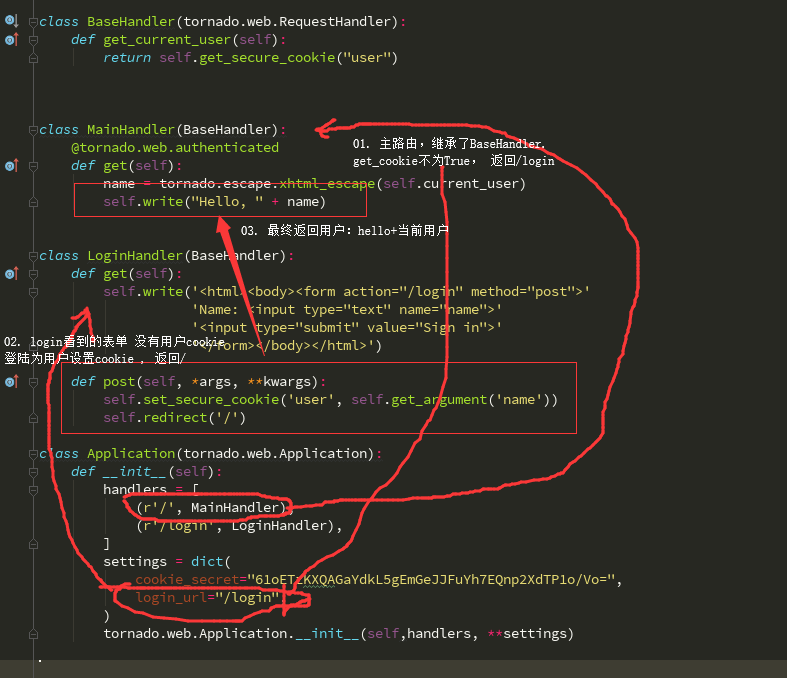 class BaseHandler(tornado.web.RequestHandler):
def get_current_user(self):
return self.get_secure_cookie("user")
class MainHandler(BaseHandler):
@tornado.web.authenticated
01. 主路由，继承了BaseHandler,
get_cookie不为True， 返回/login
def get(self):
name = tornado.escape.xhtml_escape(self.current_user)
self.write("Hello, " + name)
03. 最终返回用户：hello+当前用户
class LoginHandler(BaseHandler):
def get(self):
self.write('<html><body><form action="/login" method="post">'
'Name: <input type="text" name="name">'
'<input type="submit" value="Sign in">'
'</form></body></html>')
02. login看到的表单 没有用户cookie
登陆为用户设置cookie ， 返回/
def post(self, *args, **kwargs):
self.set_secure_cookie('user', self.get_argument('name'))
self.redirect('/')
class Application(tornado.web.Application):
def __init__(self):
handlers = [
(r'/', MainHandler),
(r'/login', LoginHandler),
]
settings = dict(
cookie_secret="61oETzKXQAGaYdkL5gEmGeJJFuYh7EQnp2XdTP1o/Vo=",
login_url="/login"
)
tornado.web.Application.__init__(self,handlers, **settings)